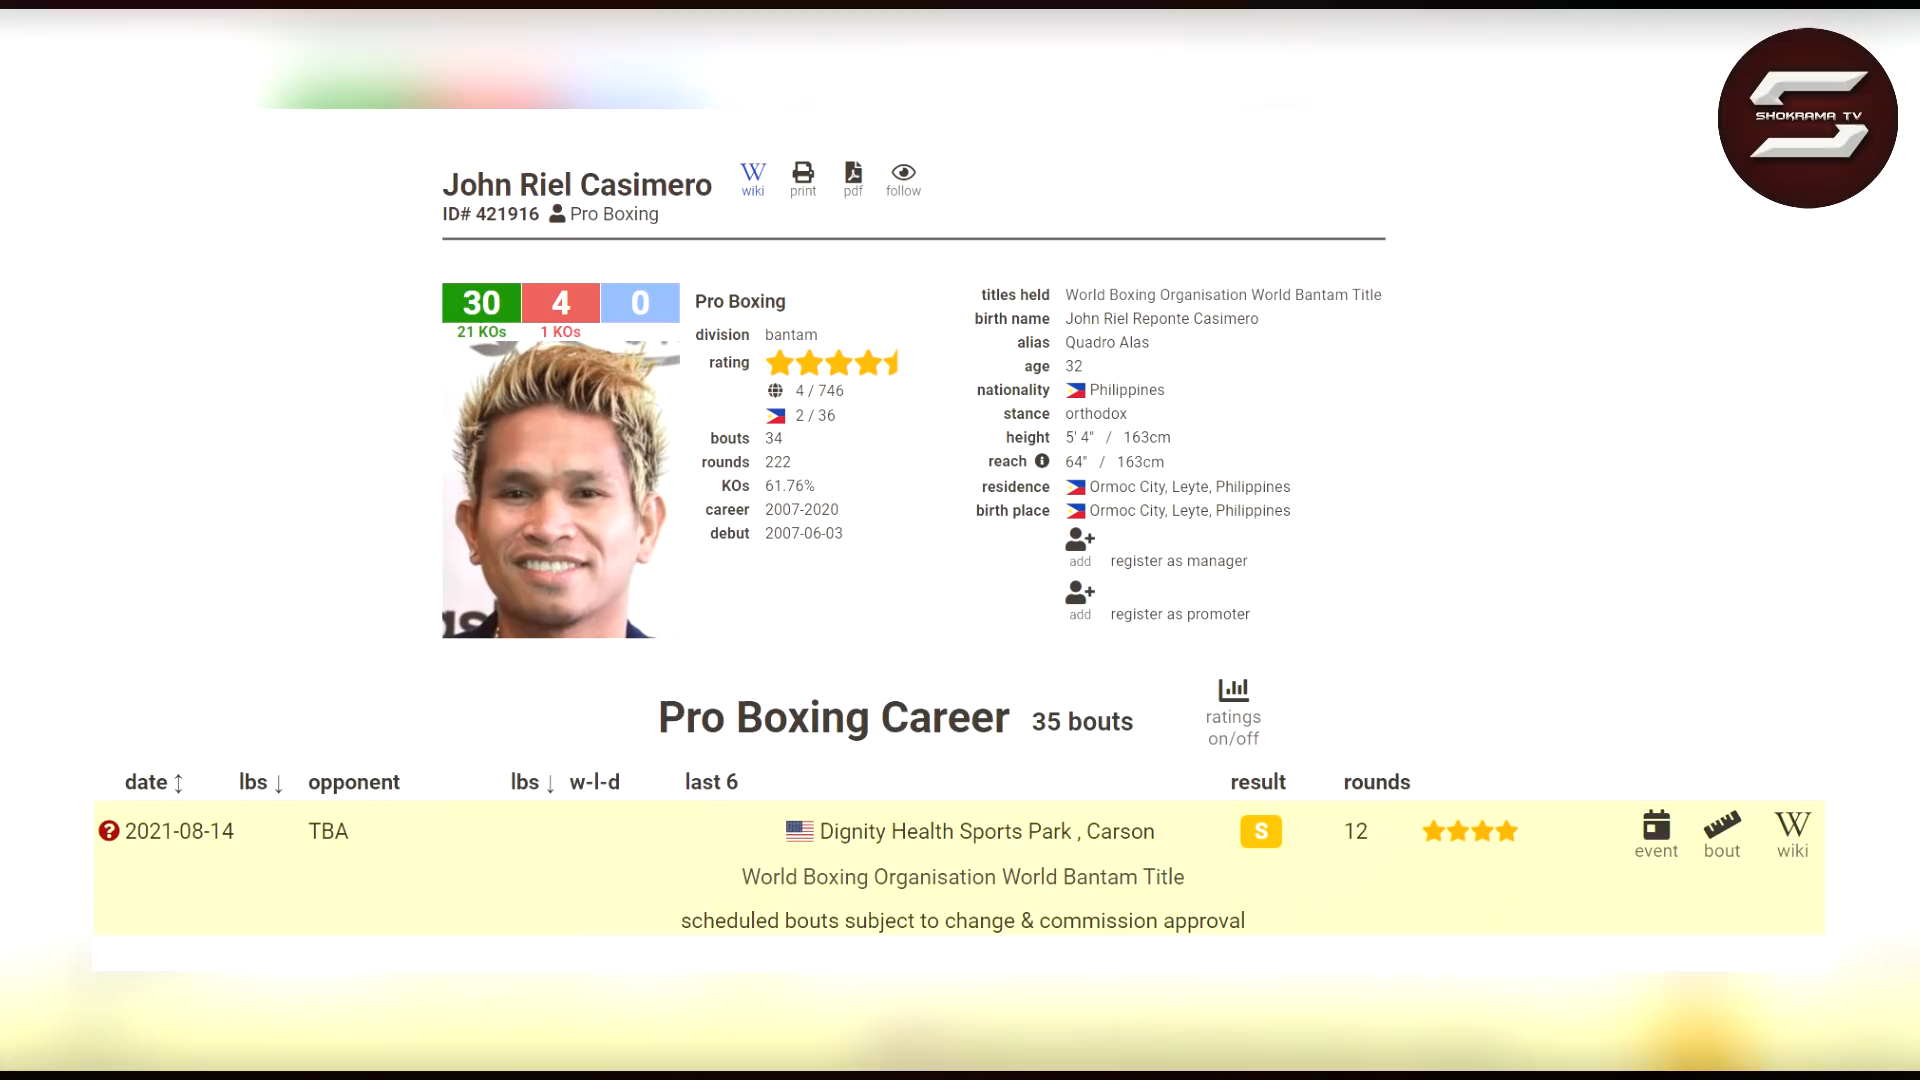 SHOKRAMA TV
John Riel Casimero
wiki print pdf follow
ID# 421916 Pro Boxing
30 4 0
21 KOs 1 KOs
Pro Boxing
division bantam
rating
4 / 746
2 / 36
bouts 34
rounds 222
KOs 61.76%
career 2007-2020
debut 2007-06-03
titles held World Boxing Organisation World Bantam Title
birth name John Riel Reponte Casimero
alias Quadro Alas
age 32
nationality Philippines
stance orthodox
height 5' 4" / 163cm
reach 64" / 163cm
residence Ormoc City, Leyte, Philippines
birth place Ormoc City, Leyte, Philippines
add register as manager
add register as promoter
Pro Boxing Career 35 bouts
ratings
on/off
date ↕ lbs ↓ opponent lbs ↓ w-l-d last 6 result rounds
2021-08-14 TBA Dignity Health Sports Park , Carson S 12
event bout wiki
World Boxing Organisation World Bantam Title
scheduled bouts subject to change & commission approval